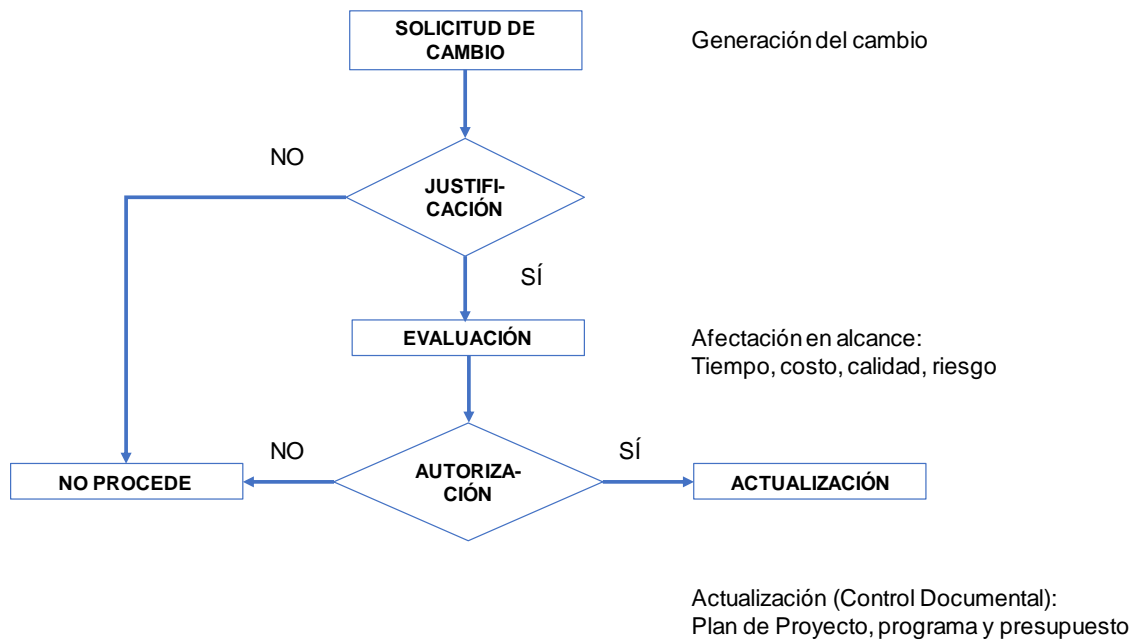 SOLICITUD DE
CAMBIO
Generación del cambio
NO
JUSTIFI-
CACIÓN
SÍ
EVALUACIÓN
Afectación en alcance:
Tiempo, costo, calidad, riesgo
NO
SÍ
NO PROCEDE
AUTORIZA-
CIÓN
ACTUALIZACIÓN
Actualización (Control Documental):
Plan de Proyecto, programa y presupuesto